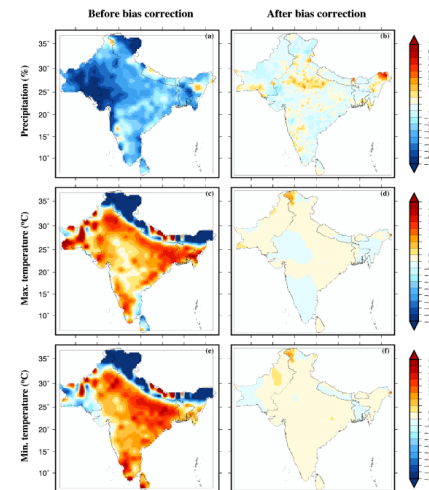 Before bias correction
After bias correction
Precipitation (%)
35°
30°
25°
20°
15°
10°
(a)
(b)
Max. temperature (°C)
35°
30°
25°
20°
15°
10°
(c)
(d)
Min. temperature (°C)
35°
30°
25°
20°
15°
10°
(e)
(f)